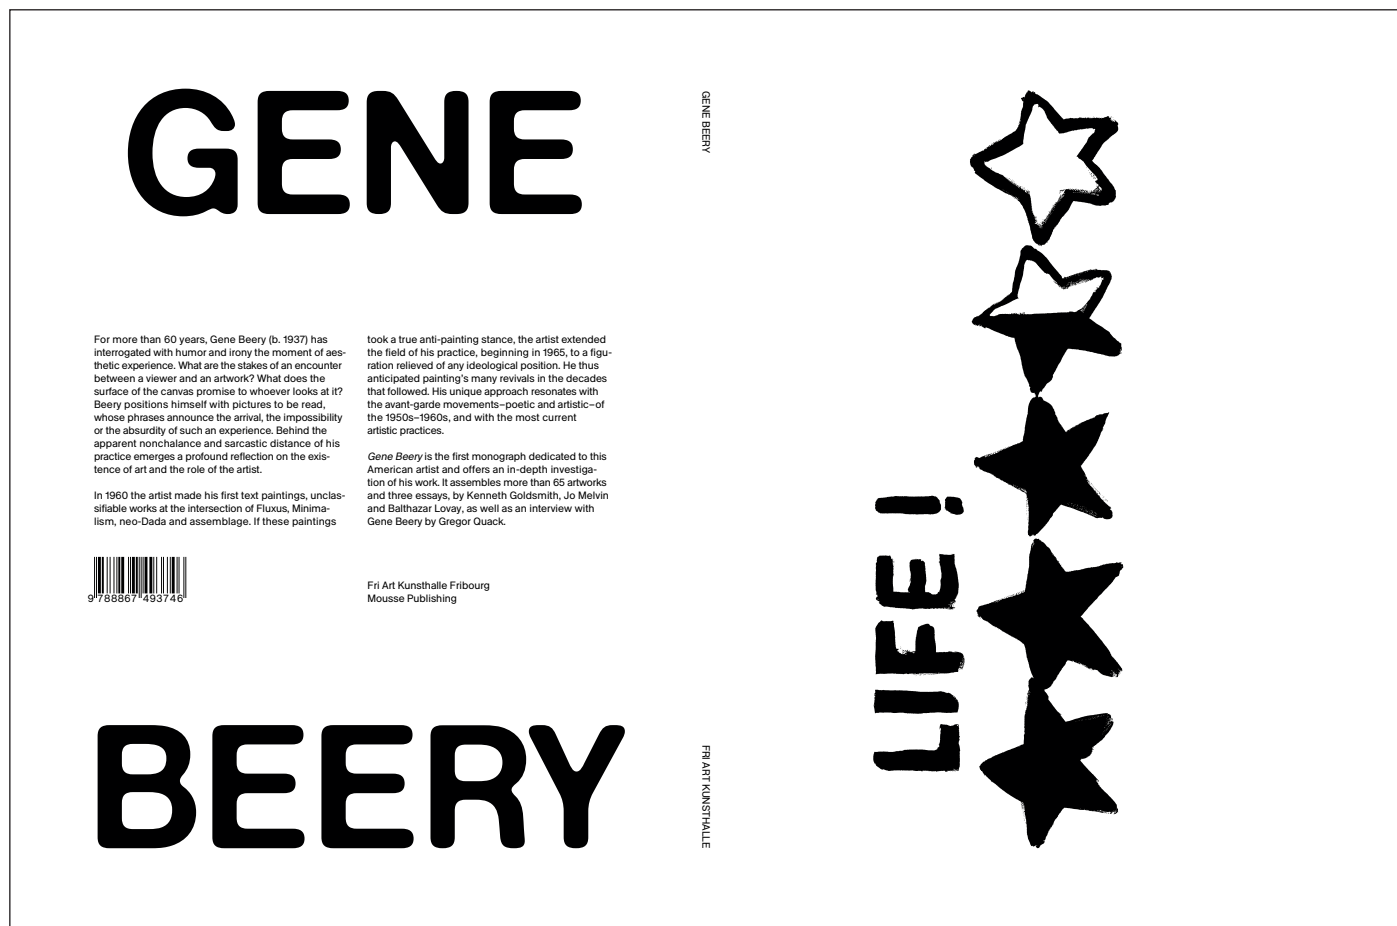 GENE
For more than 60 years, Gene Beery (b. 1937) has
interrogated with humor and irony the moment of aes-
thetic experience. What are the stakes of an encounter
between a viewer and an artwork? What does the
surface of the canvas promise to whoever looks at it?
Beery positions himself with pictures to be read,
whose phrases announce the arrival, the impossibility
or the absurdity of such an experience. Behind the
apparent nonchalance and sarcastic distance of his
practice emerges a profound reflection on the exis-
tence of art and the role of the artist.
In 1960 the artist made his first text paintings, unclas-
sifiable works at the intersection of Fluxus, Minima-
lism, neo-Dada and assemblage. If these paintings
took a true anti-painting stance, the artist extended
the field of his practice, beginning in 1965, to a figu-
ration relieved of any ideological position. He thus
anticipated painting's many revivals in the decades
that followed. His unique approach resonates with
the avant-garde movements–poetic and artistic–of
the 1950s–1960s, and with the most current
artistic practices.
Gene Beery is the first monograph dedicated to this
American artist and offers an in-depth investiga-
tion of his work. It assembles more than 65 artworks
and three essays, by Kenneth Goldsmith, Jo Melvin
and Balthazar Lovay, as well as an interview with
Gene Beery by Gregor Quack.
9 788867 493746
Fri Art Kunsthalle Fribourg
Mousse Publishing
BEERY
GENE BEERY
FRI ART KUNSTHALLE
LIFE!